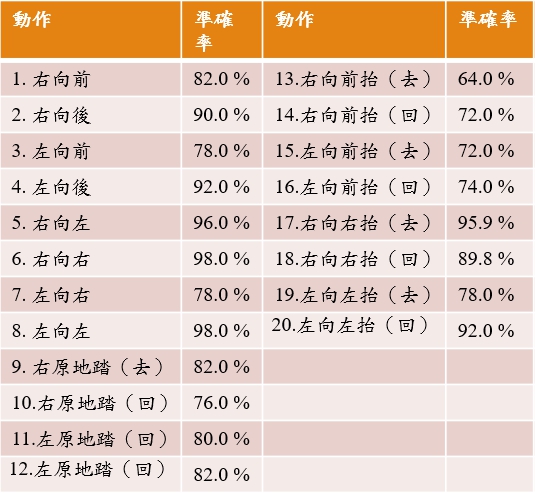 動作 準確率 動作 準確率
1. 右向前 82.0 % 13.右向前抬（去） 64.0 %
2. 右向後 90.0 % 14.右向前抬（回） 72.0 %
3. 左向前 78.0 % 15.左向前抬（去） 72.0 %
4. 左向後 92.0 % 16.左向前抬（回） 74.0 %
5. 右向左 96.0 % 17.右向右抬（去） 95.9 %
6. 右向右 98.0 % 18.右向右抬（回） 89.8 %
7. 左向右 78.0 % 19.左向左抬（去） 78.0 %
8. 左向左 98.0 % 20.左向左抬（回） 92.0 %
9. 右原地踏（去） 82.0 %
10.右原地踏（回） 76.0 %
11.左原地踏（回） 80.0 %
12.左原地踏（回） 82.0 %